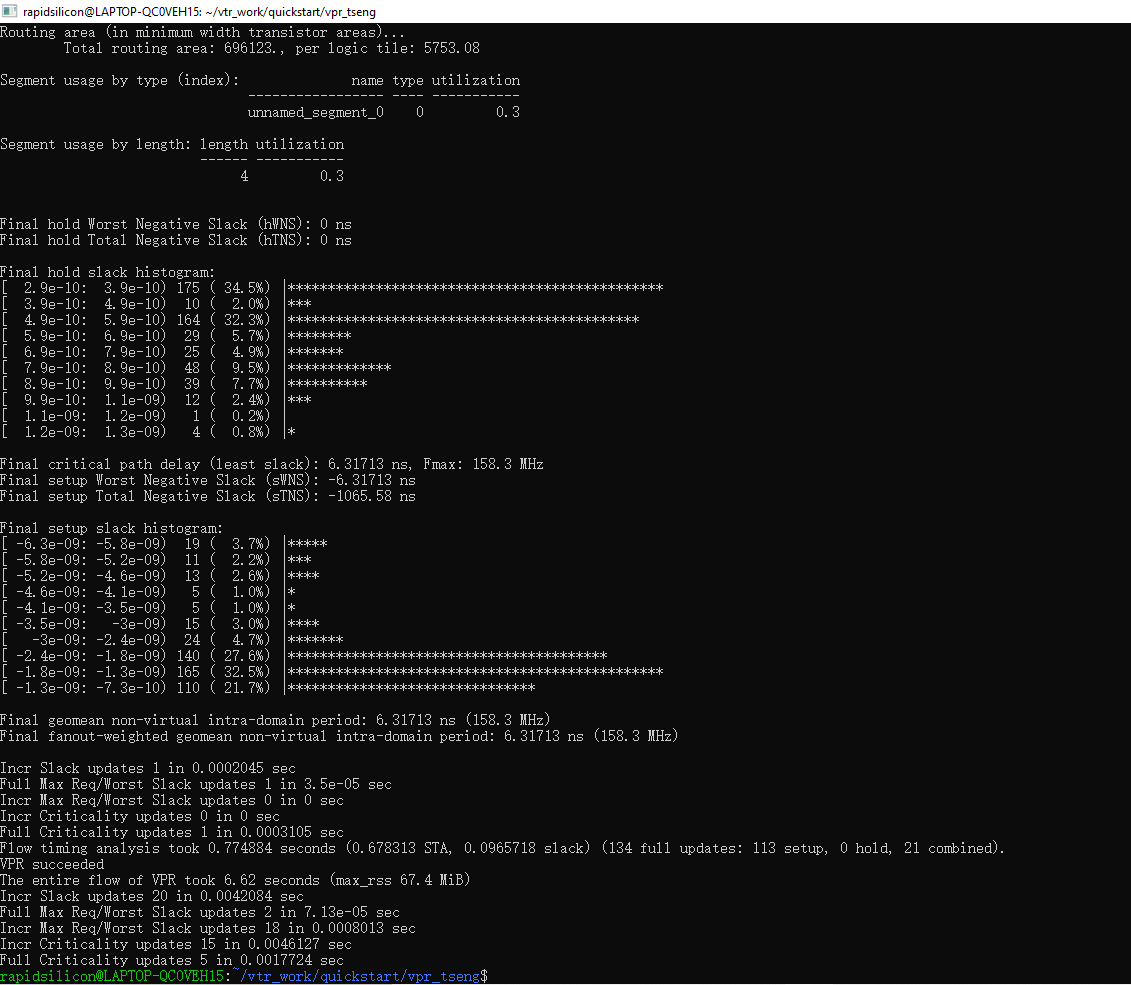 rapidsilicon@LAPTOP-QC0VEH15: ~/vtr_work/quickstart/vpr_tseng
Routing area (in minimum width transistor areas)...
        Total routing area: 696123., per logic tile: 5753.08

Segment usage by type (index):              name type utilization
                               ----------------- ---- -----------
                               unnamed_segment_0    0         0.3

Segment usage by length: length utilization
                         ------ -----------
                              4         0.3


Final hold Worst Negative Slack (hWNS): 0 ns
Final hold Total Negative Slack (hTNS): 0 ns

Final hold slack histogram:
[  2.9e-10:  3.9e-10) 175 ( 34.5%) |***********************************************
[  3.9e-10:  4.9e-10)  10 (  2.0%) |***
[  4.9e-10:  5.9e-10) 164 ( 32.3%) |********************************************
[  5.9e-10:  6.9e-10)  29 (  5.7%) |********
[  6.9e-10:  7.9e-10)  25 (  4.9%) |*******
[  7.9e-10:  8.9e-10)  48 (  9.5%) |*************
[  8.9e-10:  9.9e-10)  39 (  7.7%) |**********
[  9.9e-10:  1.1e-09)  12 (  2.4%) |***
[  1.1e-09:  1.2e-09)   1 (  0.2%) |
[  1.2e-09:  1.3e-09)   4 (  0.8%) |*

Final critical path delay (least slack): 6.31713 ns, Fmax: 158.3 MHz
Final setup Worst Negative Slack (sWNS): -6.31713 ns
Final setup Total Negative Slack (sTNS): -1065.58 ns

Final setup slack histogram:
[ -6.3e-09: -5.8e-09)  19 (  3.7%) |*****
[ -5.8e-09: -5.2e-09)  11 (  2.2%) |***
[ -5.2e-09: -4.6e-09)  13 (  2.6%) |****
[ -4.6e-09: -4.1e-09)   5 (  1.0%) |*
[ -4.1e-09: -3.5e-09)   5 (  1.0%) |*
[ -3.5e-09:   -3e-09)  15 (  3.0%) |****
[   -3e-09: -2.4e-09)  24 (  4.7%) |*******
[ -2.4e-09: -1.8e-09) 140 ( 27.6%) |****************************************
[ -1.8e-09: -1.3e-09) 165 ( 32.5%) |***********************************************
[ -1.3e-09: -7.3e-10) 110 ( 21.7%) |*******************************

Final geomean non-virtual intra-domain period: 6.31713 ns (158.3 MHz)
Final fanout-weighted geomean non-virtual intra-domain period: 6.31713 ns (158.3 MHz)

Incr Slack updates 1 in 0.0002045 sec
Full Max Req/Worst Slack updates 1 in 3.5e-05 sec
Incr Max Req/Worst Slack updates 0 in 0 sec
Incr Criticality updates 0 in 0 sec
Full Criticality updates 1 in 0.0003105 sec
Flow timing analysis took 0.774884 seconds (0.678313 STA, 0.0965718 slack) (134 full updates: 113 setup, 0 hold, 21 combined).
VPR succeeded
The entire flow of VPR took 6.62 seconds (max_rss 67.4 MiB)
Incr Slack updates 20 in 0.0042084 sec
Full Max Req/Worst Slack updates 2 in 7.13e-05 sec
Incr Max Req/Worst Slack updates 18 in 0.0008013 sec
Incr Criticality updates 15 in 0.0046127 sec
Full Criticality updates 5 in 0.0017724 sec
rapidsilicon@LAPTOP-QC0VEH15:~/vtr_work/quickstart/vpr_tseng$